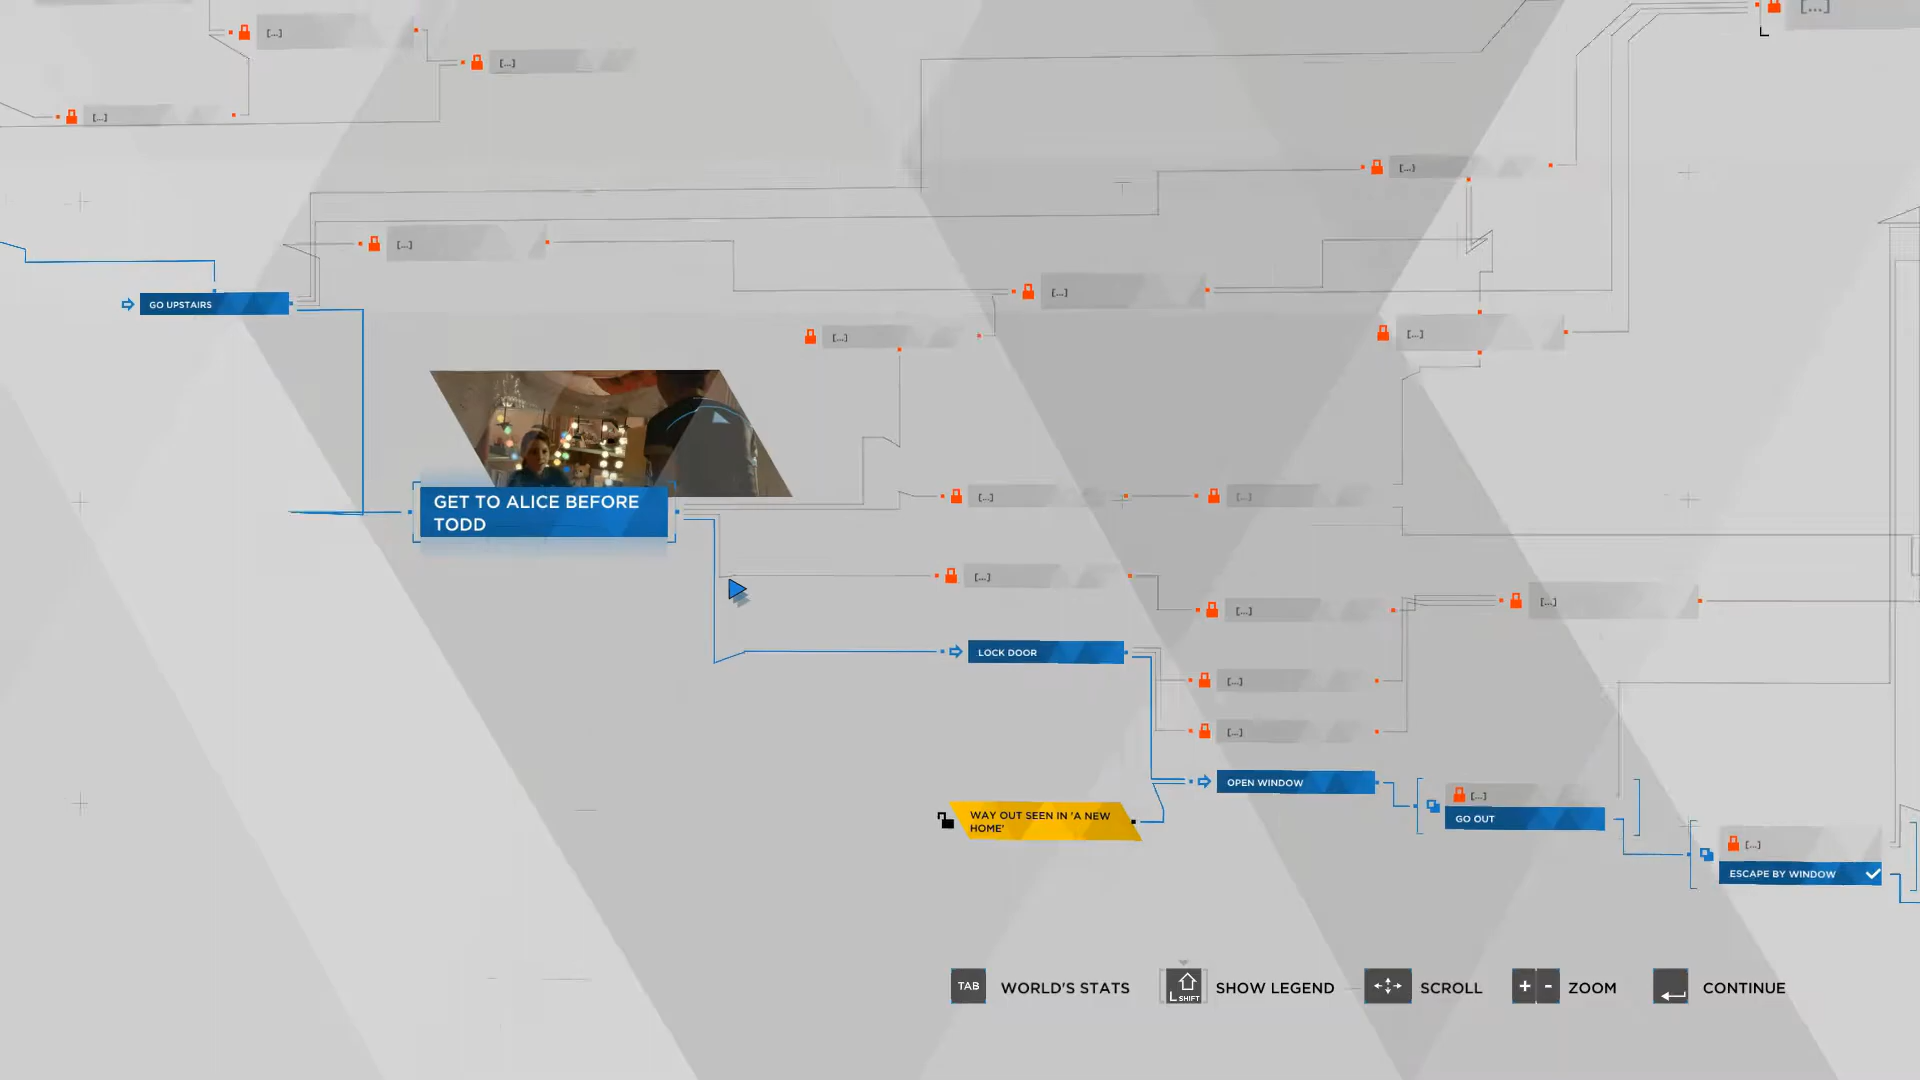 [...]
[...]
[...]
[...]
[...]
[...]
GO UPSTAIRS
[...]
[...]
[...]
GET TO ALICE BEFORE
TODD
[...]
[...]
[...]
[...]
[...]
LOCK DOOR
[...]
[...]
OPEN WINDOW
WAY OUT SEEN IN 'A NEW
HOME'
[...]
GO OUT
[...]
ESCAPE BY WINDOW
TAB WORLD'S STATS
L SHIFT SHOW LEGEND
SCROLL
+ - ZOOM
CONTINUE